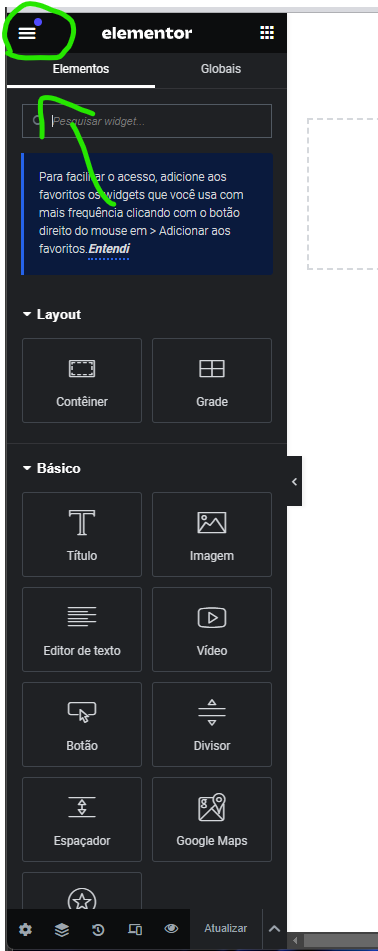 elementor
Elementos
Globais
Pesquisar widget...
Para facilitar o acesso, adicione aos
favoritos os widgets que você usa com
mais frequência clicando com o botão
direito do mouse em > Adicionar aos
favoritos.Entendi
Layout
Contêiner
Grade
Básico
Título
Imagem
Editor de texto
Vídeo
Botão
Divisor
Espaçador
Google Maps
Atualizar